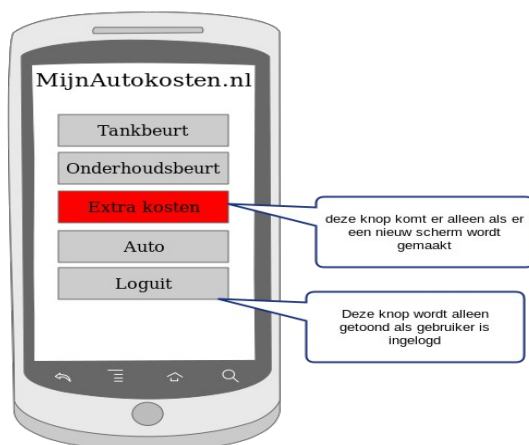 MijnAutokosten.nl
Tankbeurt
Onderhoudsbeurt
Extra kosten
Auto
Loguit
deze knop komt er alleen als er
een nieuw scherm wordt
gemaakt
Deze knop wordt alleen
getoond als gebruiker is
ingelogd